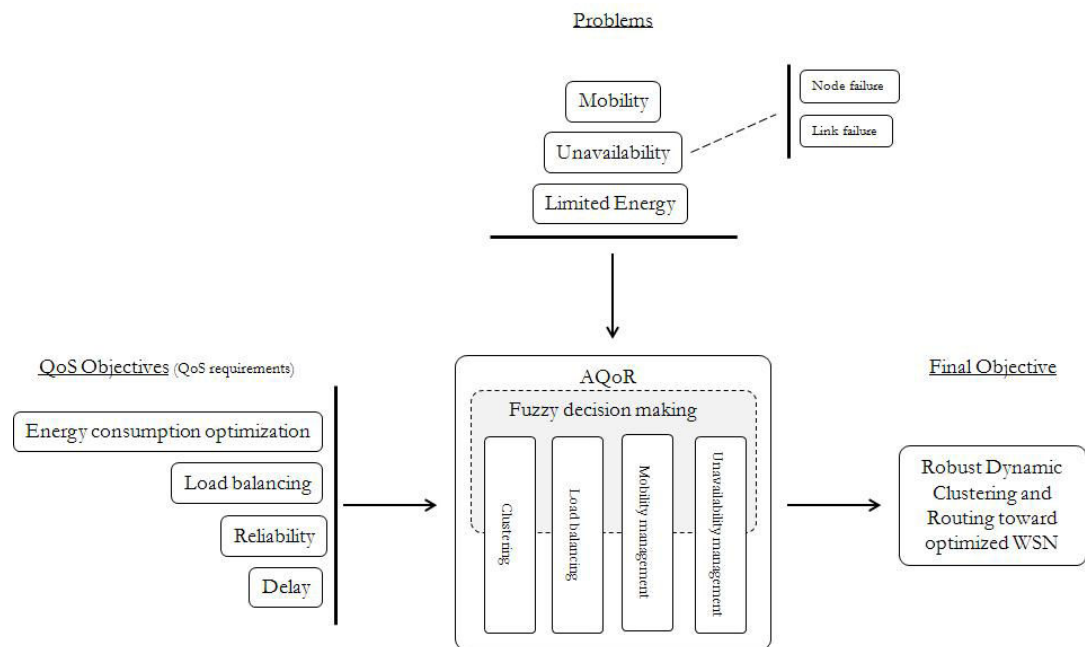 Problems
Mobility
Unavailability
Limited Energy
Node failure
Link failure
QoS Objectives (QoS requirements)
Energy consumption optimization
Load balancing
Reliability
Delay
AQoR
Fuzzy decision making
Clustering
Load balancing
Mobility management
Unavailability management
Final Objective
Robust Dynamic
Clustering and
Routing toward
optimized WSN